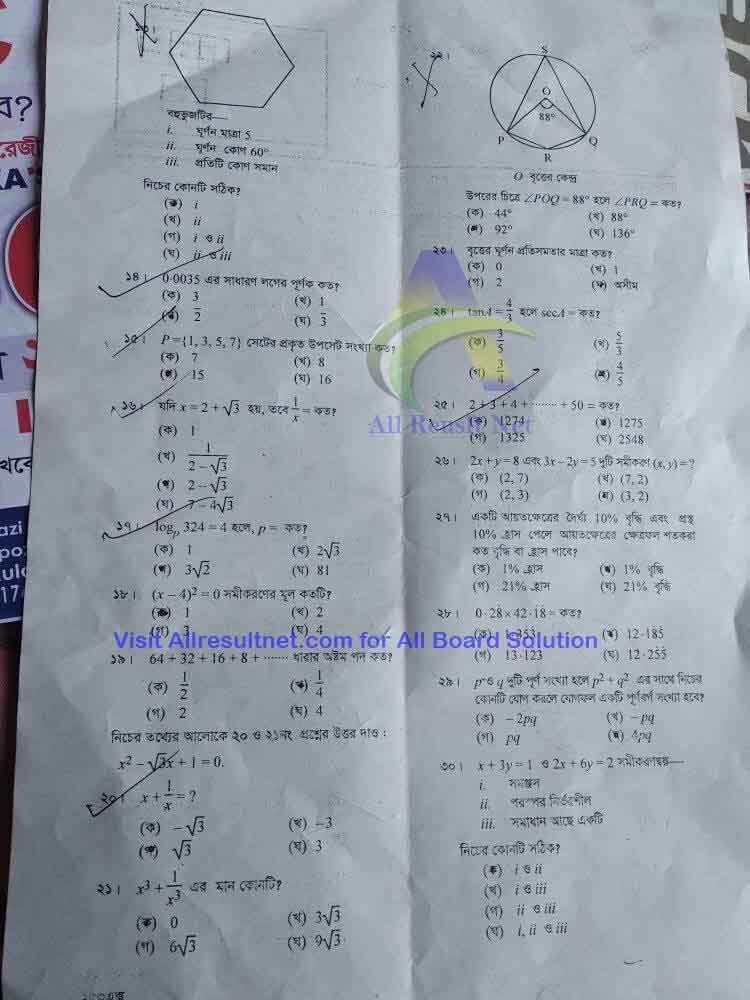 বহুভুজটির—
i. ঘূর্ণন মাত্রা 5
ii. ঘূর্ণন কোণ 60°
iii. প্রতিটি কোণ সমান
নিচের কোনটি সঠিক?
(ক) i
(খ) ii
(গ) i ও ii
(ঘ) ii ও iii
১৪। 0·0035 এর সাধারণ লগের পূর্ণক কত?
(ক) 3 (খ) 1
(গ) 2̅ (ঘ) 3̅
১৫। P ={1, 3, 5, 7} সেটের প্রকৃত উপসেট সংখ্যা কত?
(ক) 7 (খ) 8
(গ) 15 (ঘ) 16
১৬। যদি x = 2 + √3 হয়, তবে 1/x = কত?
(ক) 1
(খ) 1/(2 – √3)
(গ) 2 – √3
(ঘ) 7 – 4√3
১৭। log_p 324 = 4 হলে, p = কত?
(ক) 1 (খ) 2√3
(গ) 3√2 (ঘ) 81
১৮। (x – 4)² = 0 সমীকরণের মূল কতটি?
(ক) 1 (খ) 2
(গ) 3 (ঘ) 4
Visit Allresultnet.com for All Board Solution
১৯। 64 + 32 + 16 + 8 + ······· ধারার অষ্টম পদ কত?
(ক) 1/2 (খ) 1/4
(গ) 2 (ঘ) 4
নিচের তথ্যের আলোকে ২০ ও ২১নং প্রশ্নের উত্তর দাও :
x² – √3x + 1 = 0.
২০। x + 1/x = ?
(ক) – √3 (খ) – 3
(গ) √3 (ঘ) 3
২১। x³ + 1/x³ এর মান কোনটি?
(ক) 0 (খ) 3√3
(গ) 6√3 (ঘ) 9√3
২২।
S
O
88°
P
Q
R
O বৃত্তের কেন্দ্র
উপরের চিত্রে ∠POQ = 88° হলে ∠PRQ = কত?
(ক) 44° (খ) 88°
(গ) 92° (ঘ) 136°
২৩। বৃত্তের ঘূর্ণন প্রতিসমতার মাত্রা কত?
(ক) 0 (খ) 1
(গ) 2 (ঘ) অসীম
২৪। tanA = 4/3 হলে secA = কত?
(ক) 3/5 (খ) 5/3
(গ) 3/4 (ঘ) 4/5
২৫। 2 + 3 + 4 + ········ + 50 = কত?
(ক) 1274 (খ) 1275
All Result Net
(গ) 1325 (ঘ) 2548
২৬। 2x + y = 8 এবং 3x – 2y = 5 দুটি সমীকরণ (x, y) = ?
(ক) (2, 7) (খ) (7, 2)
(গ) (2, 3) (ঘ) (3, 2)
২৭। একটি আয়তক্ষেত্রের দৈর্ঘ্য 10% বৃদ্ধি এবং প্রস্থ
10% হ্রাস পেলে আয়তক্ষেত্রের ক্ষেত্রফল শতকরা
কত বৃদ্ধি বা হ্রাস পাবে?
(ক) 1% হ্রাস (খ) 1% বৃদ্ধি
(গ) 21% হ্রাস (ঘ) 21% বৃদ্ধি
২৮। 0·28 × 42·18 = কত?
(খ) 12·185
(গ) 13·123 (ঘ) 12·255
২৯। p ও q দুটি পূর্ণ সংখ্যা হলে p² + q² এর সাথে নিচের
কোনটি যোগ করলে যোগফল একটি পূর্ণবর্গ সংখ্যা হবে?
(ক) – 2pq (খ) – pq
(গ) pq (ঘ) 4pq
৩০। x + 3y = 1 ও 2x + 6y = 2 সমীকরণদ্বয়—
i. সমঞ্জস
ii. পরস্পর নির্ভরশীল
iii. সমাধান আছে একটি
নিচের কোনটি সঠিক?
(ক) i ও ii
(খ) i ও iii
(গ) ii ও iii
(ঘ) i, ii ও iii